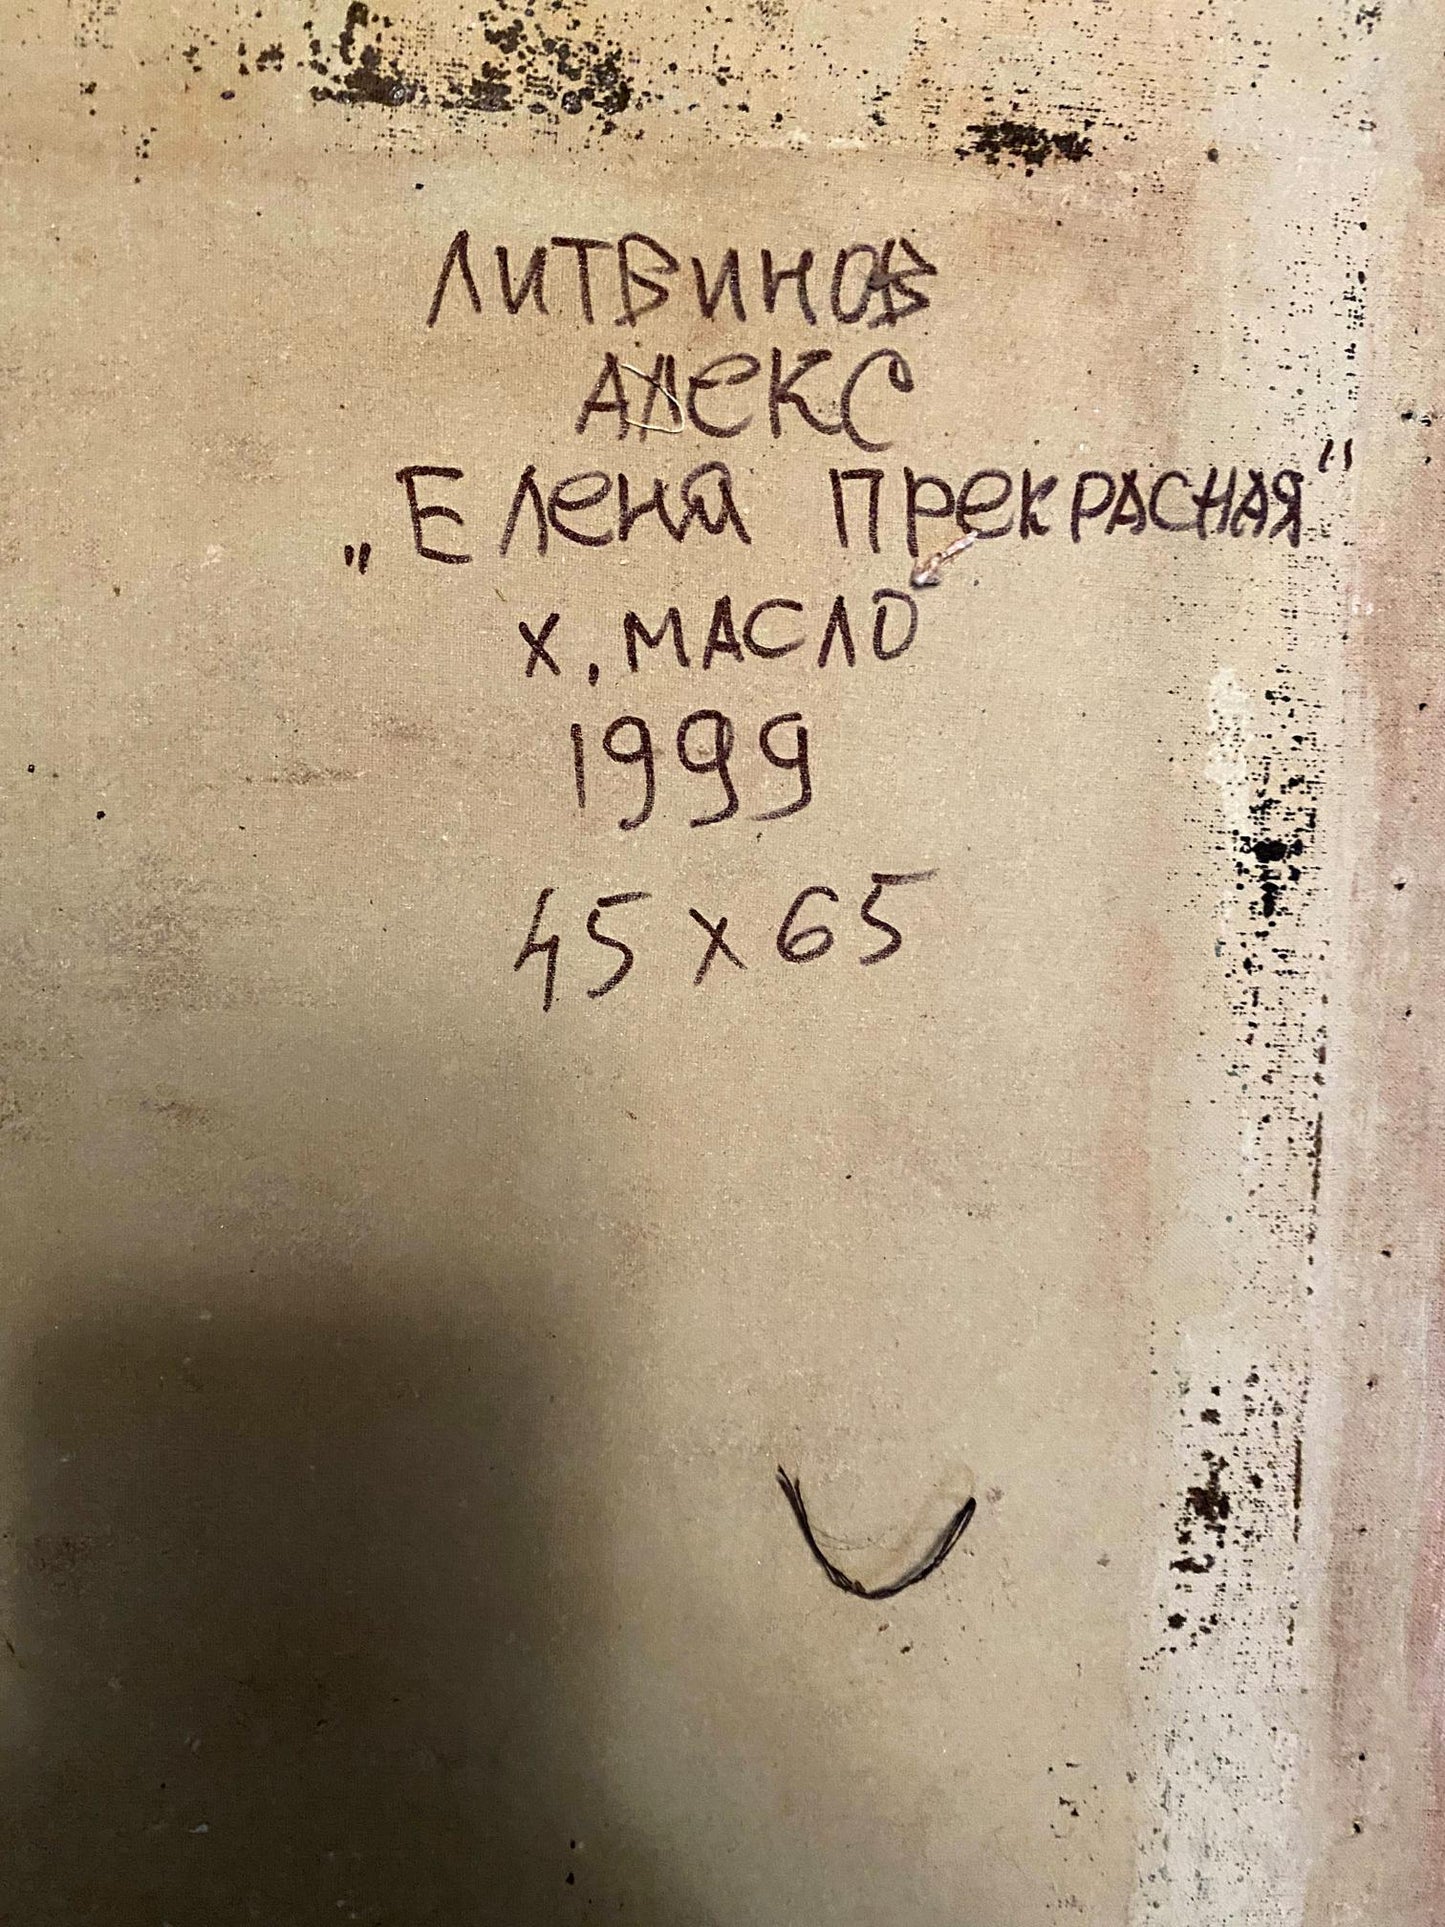 ЛИТВИНОВ
АЛЕКС
„Елена Прекрасная“
х, масло
1999
45 х 65